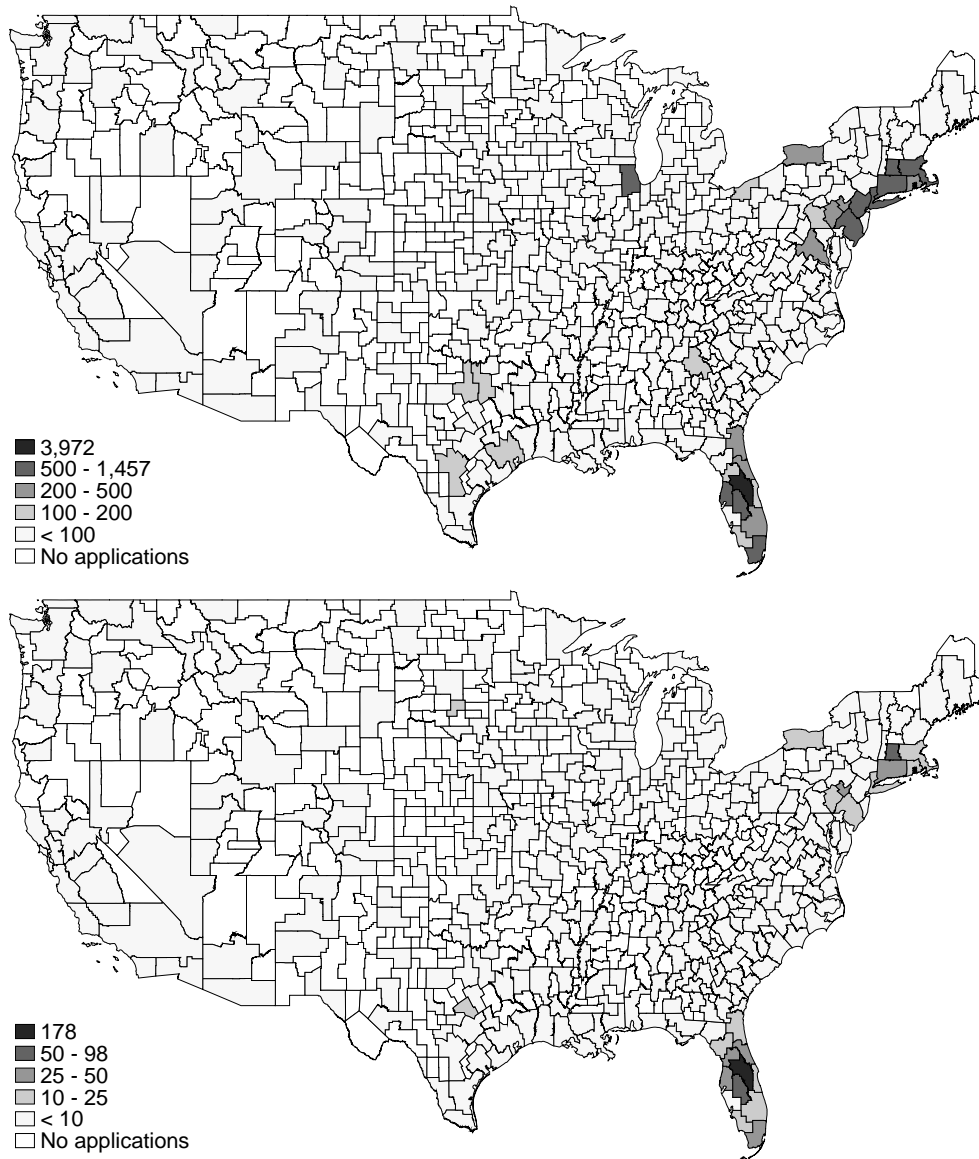 3,972
500 - 1,457
200 - 500
100 - 200
< 100
No applications
178
50 - 98
25 - 50
10 - 25
< 10
No applications